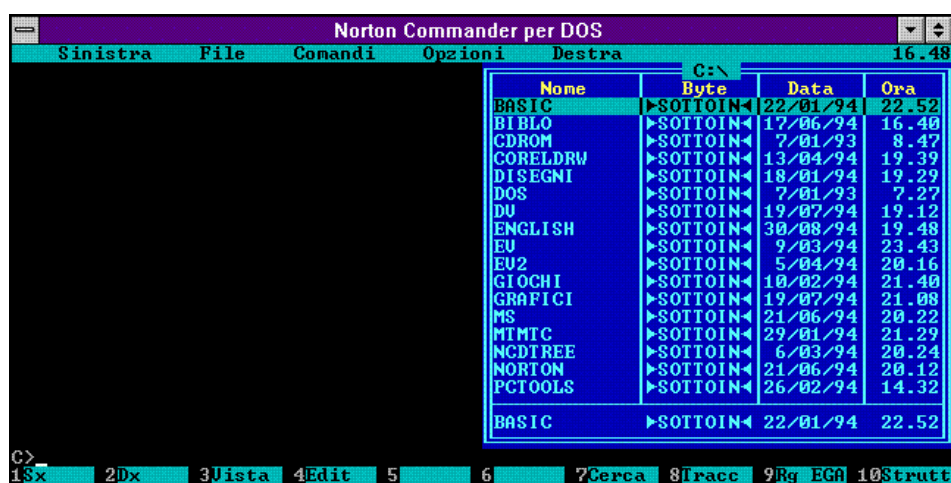 Norton Commander per DOS
Sinistra File Comandi Opzioni Destra 16.48
C:\
Nome Byte Data Ora
BASIC ►SOTTOIN◄ 22/01/94 22.52
BIBLO ►SOTTOIN◄ 17/06/94 16.40
CDROM ►SOTTOIN◄ 7/01/93 8.47
CORELDRW ►SOTTOIN◄ 13/04/94 19.39
DISEGNI ►SOTTOIN◄ 18/01/94 19.29
DOS ►SOTTOIN◄ 7/01/93 7.27
DV ►SOTTOIN◄ 19/07/94 19.12
ENGLISH ►SOTTOIN◄ 30/08/94 19.48
EV ►SOTTOIN◄ 9/03/94 23.43
EV2 ►SOTTOIN◄ 5/04/94 20.16
GIOCHI ►SOTTOIN◄ 10/02/94 21.40
GRAFICI ►SOTTOIN◄ 19/07/94 21.08
MS ►SOTTOIN◄ 21/06/94 20.22
MTMTC ►SOTTOIN◄ 29/01/94 21.29
NCDTREE ►SOTTOIN◄ 6/03/94 20.24
NORTON ►SOTTOIN◄ 21/06/94 20.12
PCTOOLS ►SOTTOIN◄ 26/02/94 14.32
BASIC ►SOTTOIN◄ 22/01/94 22.52
C>_
1Sx 2Dx 3Vista 4Edit 5 6 7Cerca 8Tracc 9Rg EGA 10Strutt